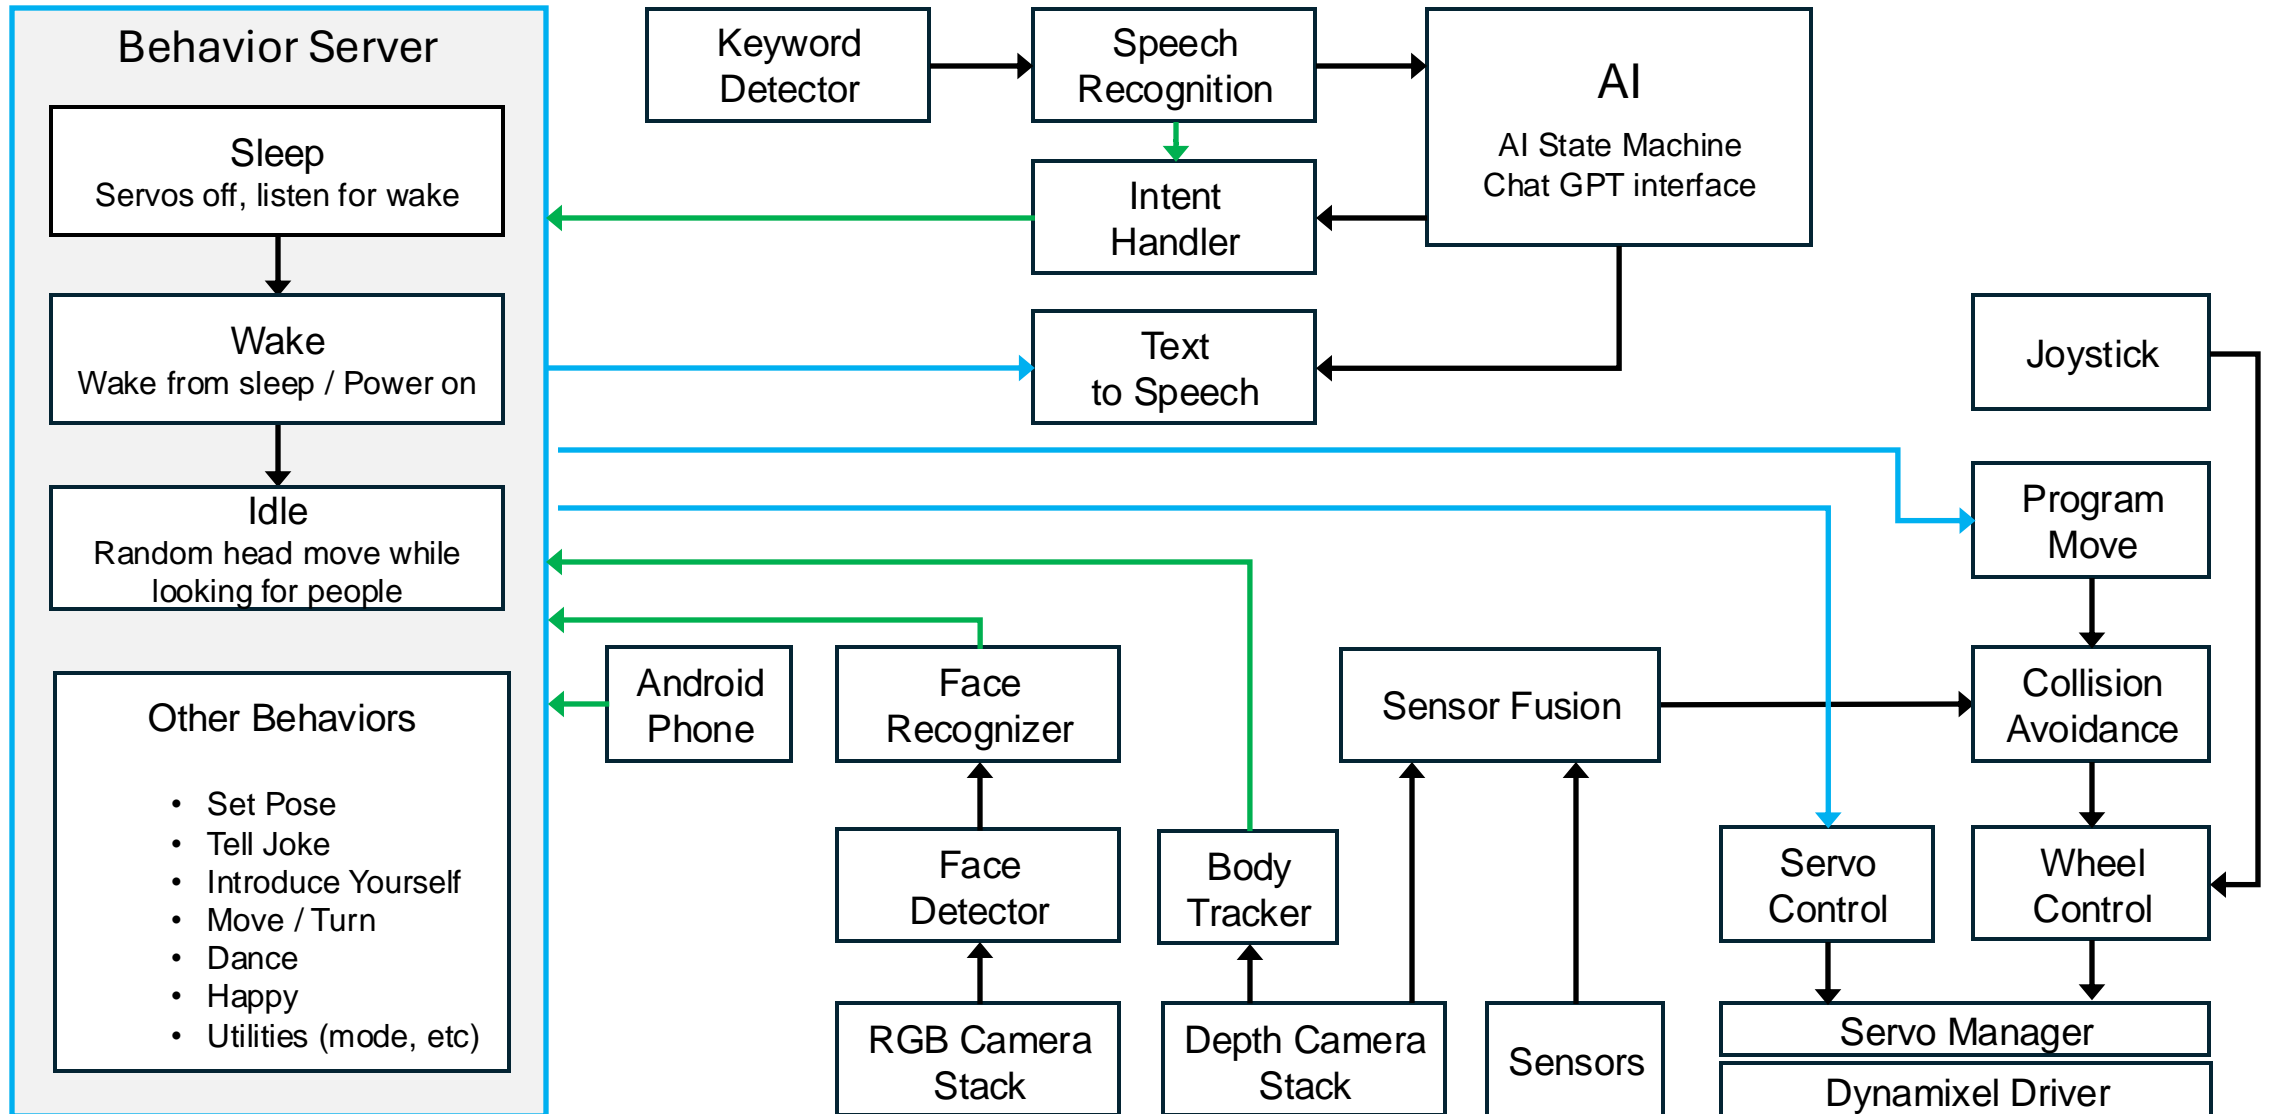 Behavior Server
Sleep
Servos off, listen for wake
Wake
Wake from sleep / Power on
Idle
Random head move while
looking for people
Other Behaviors
• Set Pose
• Tell Joke
• Introduce Yourself
• Move / Turn
• Dance
• Happy
• Utilities (mode, etc)
Keyword
Detector
Speech
Recognition
AI
AI State Machine
Chat GPT interface
Intent
Handler
Text
to Speech
Joystick
Program
Move
Android
Phone
Face
Recognizer
Sensor Fusion
Collision
Avoidance
Face
Detector
Body
Tracker
Servo
Control
Wheel
Control
RGB Camera
Stack
Depth Camera
Stack
Sensors
Servo Manager
Dynamixel Driver